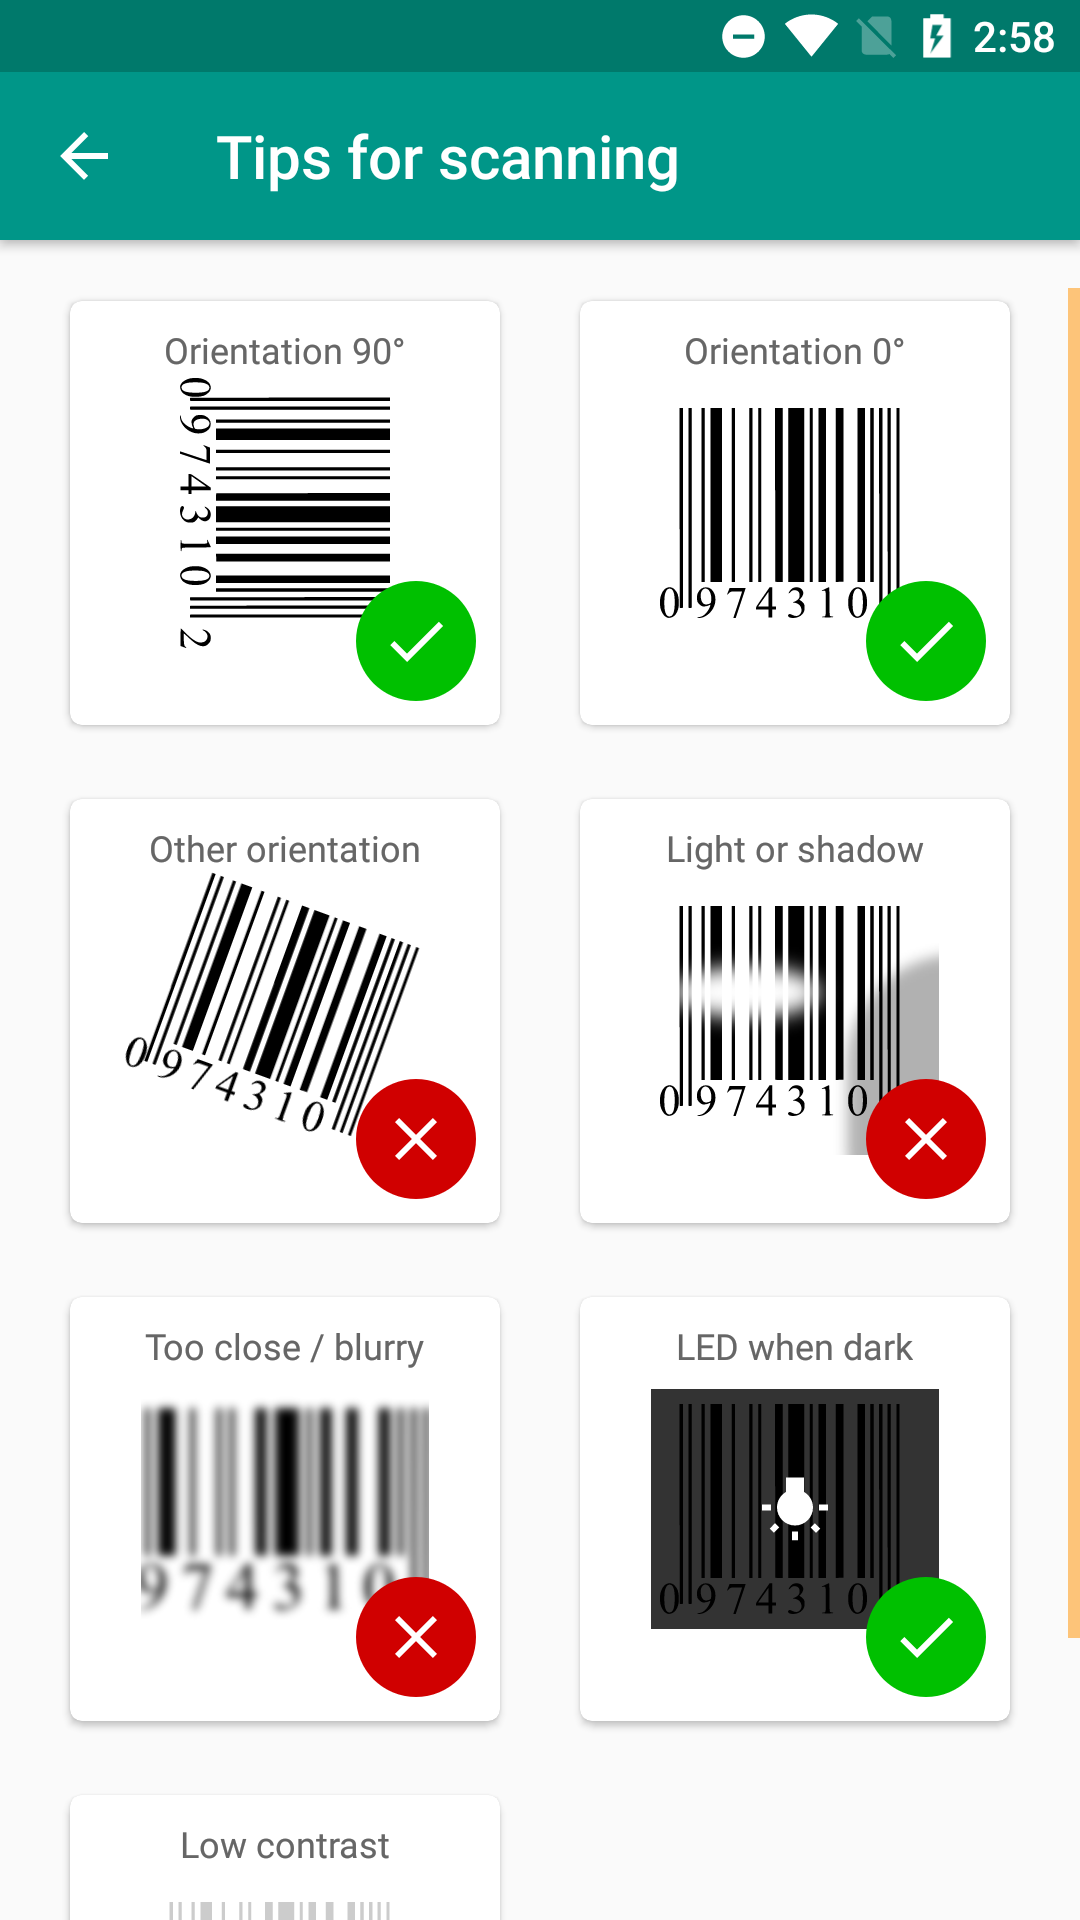 2:58
Tips for scanning
Orientation 90°
0 974310 2
Orientation 0°
0 974310
Other orientation
0 974310
Light or shadow
0 974310
Too close / blurry
974310
LED when dark
0 974310
Low contrast